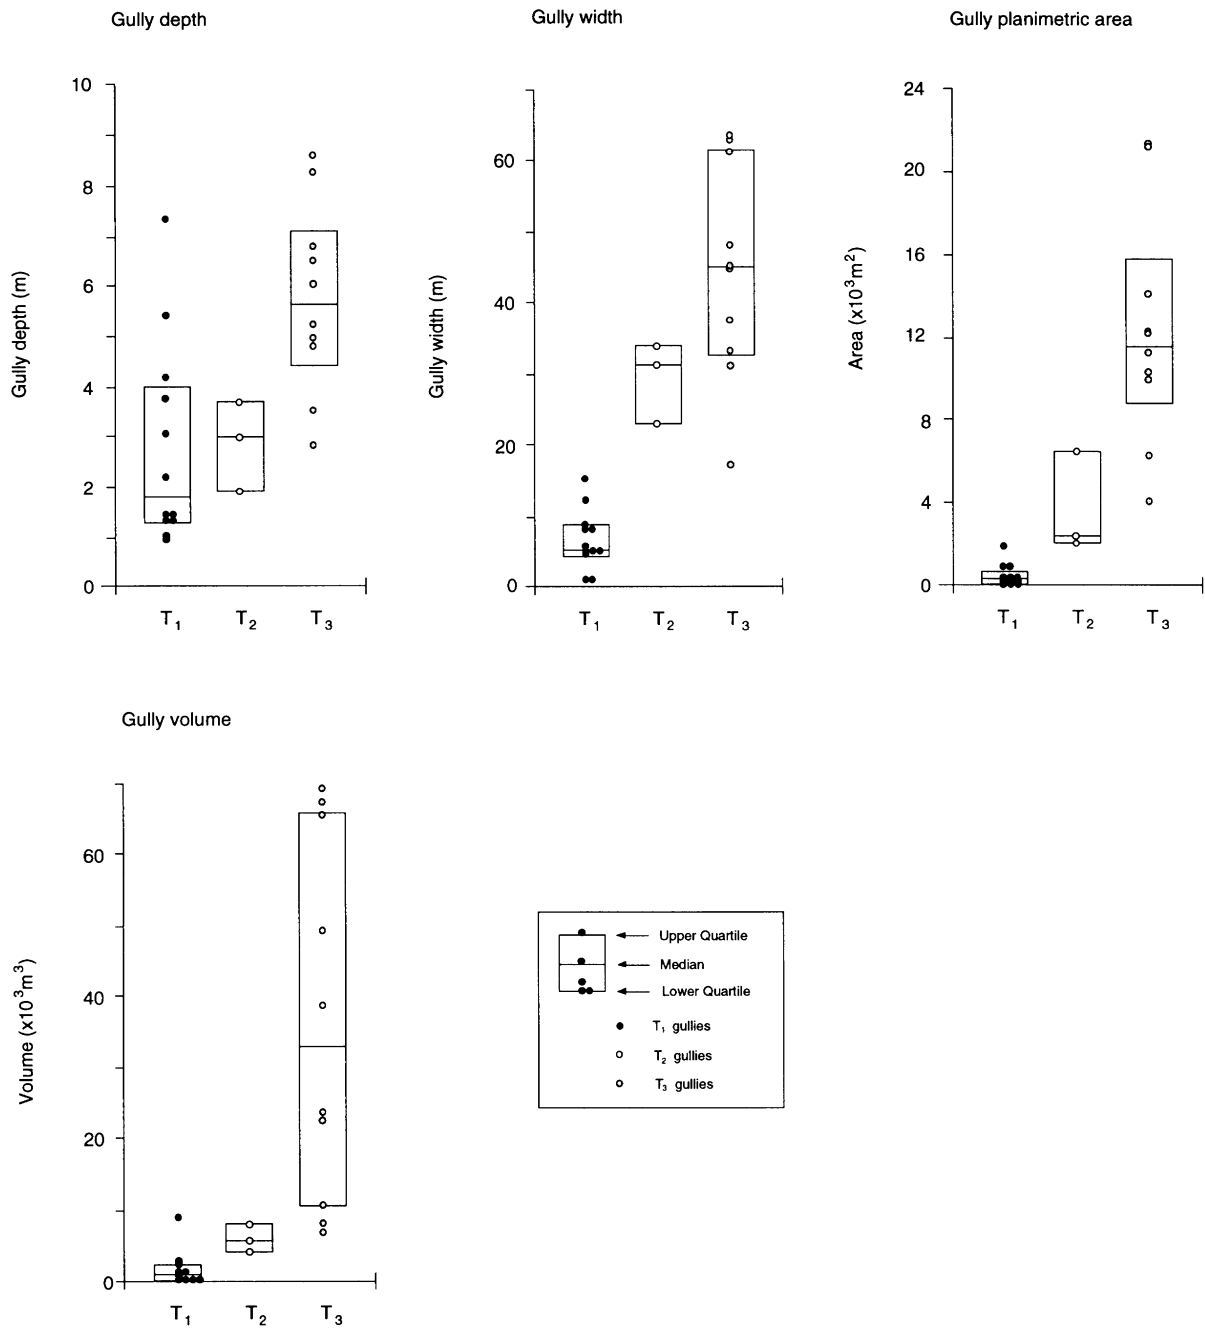 Gully depth
Gully depth (m)
10
8
6
4
2
0
T1 T2 T3
Gully width
Gully width (m)
60
40
20
0
T1 T2 T3
Gully planimetric area
Area (x10³m²)
24
20
16
12
8
4
0
T1 T2 T3
Gully volume
Volume (x10³m³)
60
40
20
0
T1 T2 T3
Upper Quartile
Median
Lower Quartile
T1 gullies
T2 gullies
T3 gullies